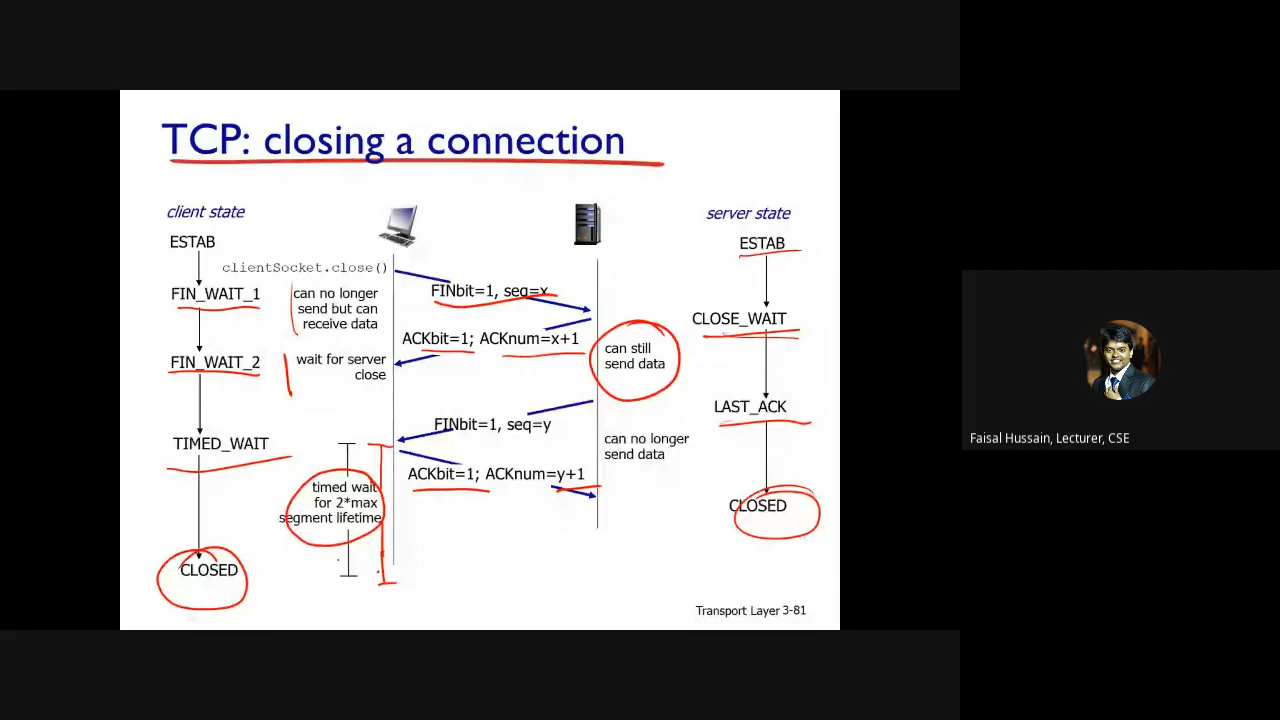 TCP: closing a connection
client state
server state
ESTAB
ESTAB
clientSocket.close()
FIN_WAIT_1
can no longer
send but can
receive data
FINbit=1, seq=x
CLOSE_WAIT
ACKbit=1; ACKnum=x+1
FIN_WAIT_2
wait for server
close
can still
send data
LAST_ACK
FINbit=1, seq=y
TIMED_WAIT
can no longer
send data
ACKbit=1; ACKnum=y+1
timed wait
for 2*max
segment lifetime
CLOSED
CLOSED
Transport Layer 3-81
Faisal Hussain, Lecturer, CSE